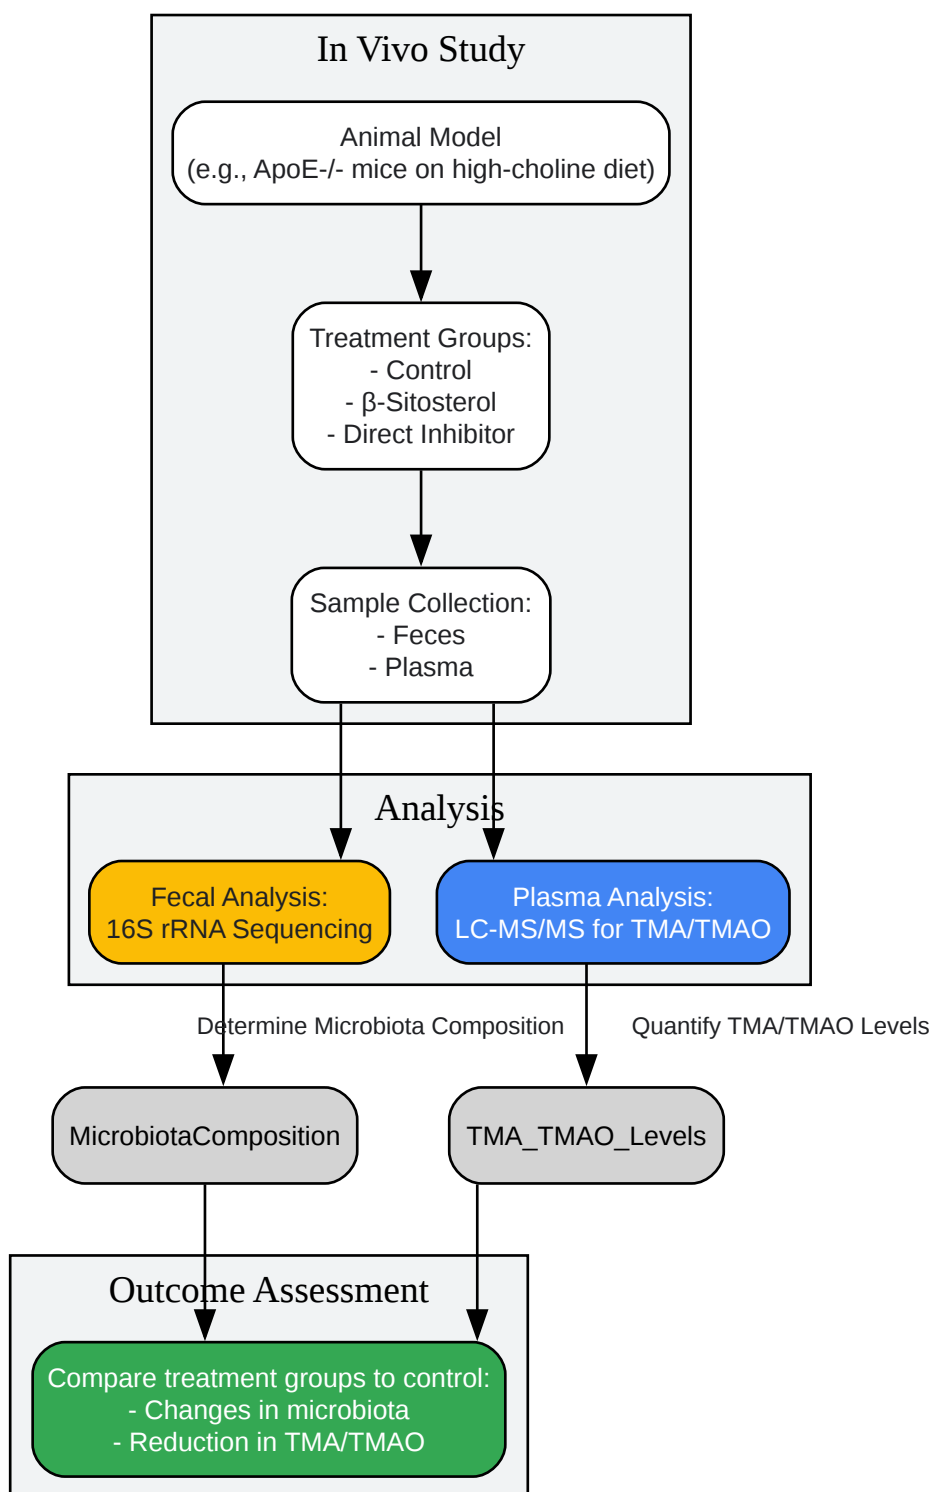 In Vivo Study
Animal Model
(e.g., ApoE-/- mice on high-choline diet)
Treatment Groups:
- Control
- β-Sitosterol
- Direct Inhibitor
Sample Collection:
- Feces
- Plasma
Analysis
Fecal Analysis:
16S rRNA Sequencing
Plasma Analysis:
LC-MS/MS for TMA/TMAO
Determine Microbiota Composition
Quantify TMA/TMAO Levels
MicrobiotaComposition
TMA_TMAO_Levels
Outcome Assessment
Compare treatment groups to control:
- Changes in microbiota
- Reduction in TMA/TMAO